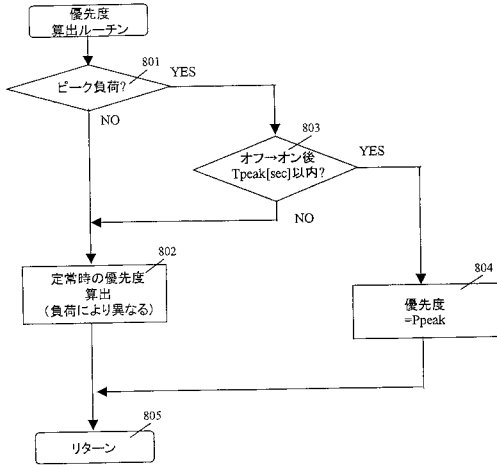 優先度
算出ルーチン
801
ピーク負荷?
YES
NO
803
オフ→オン後
Tpeak[sec]以内?
YES
NO
802
定常時の優先度
算出
(負荷により異なる)
804
優先度
=Ppeak
805
リターン